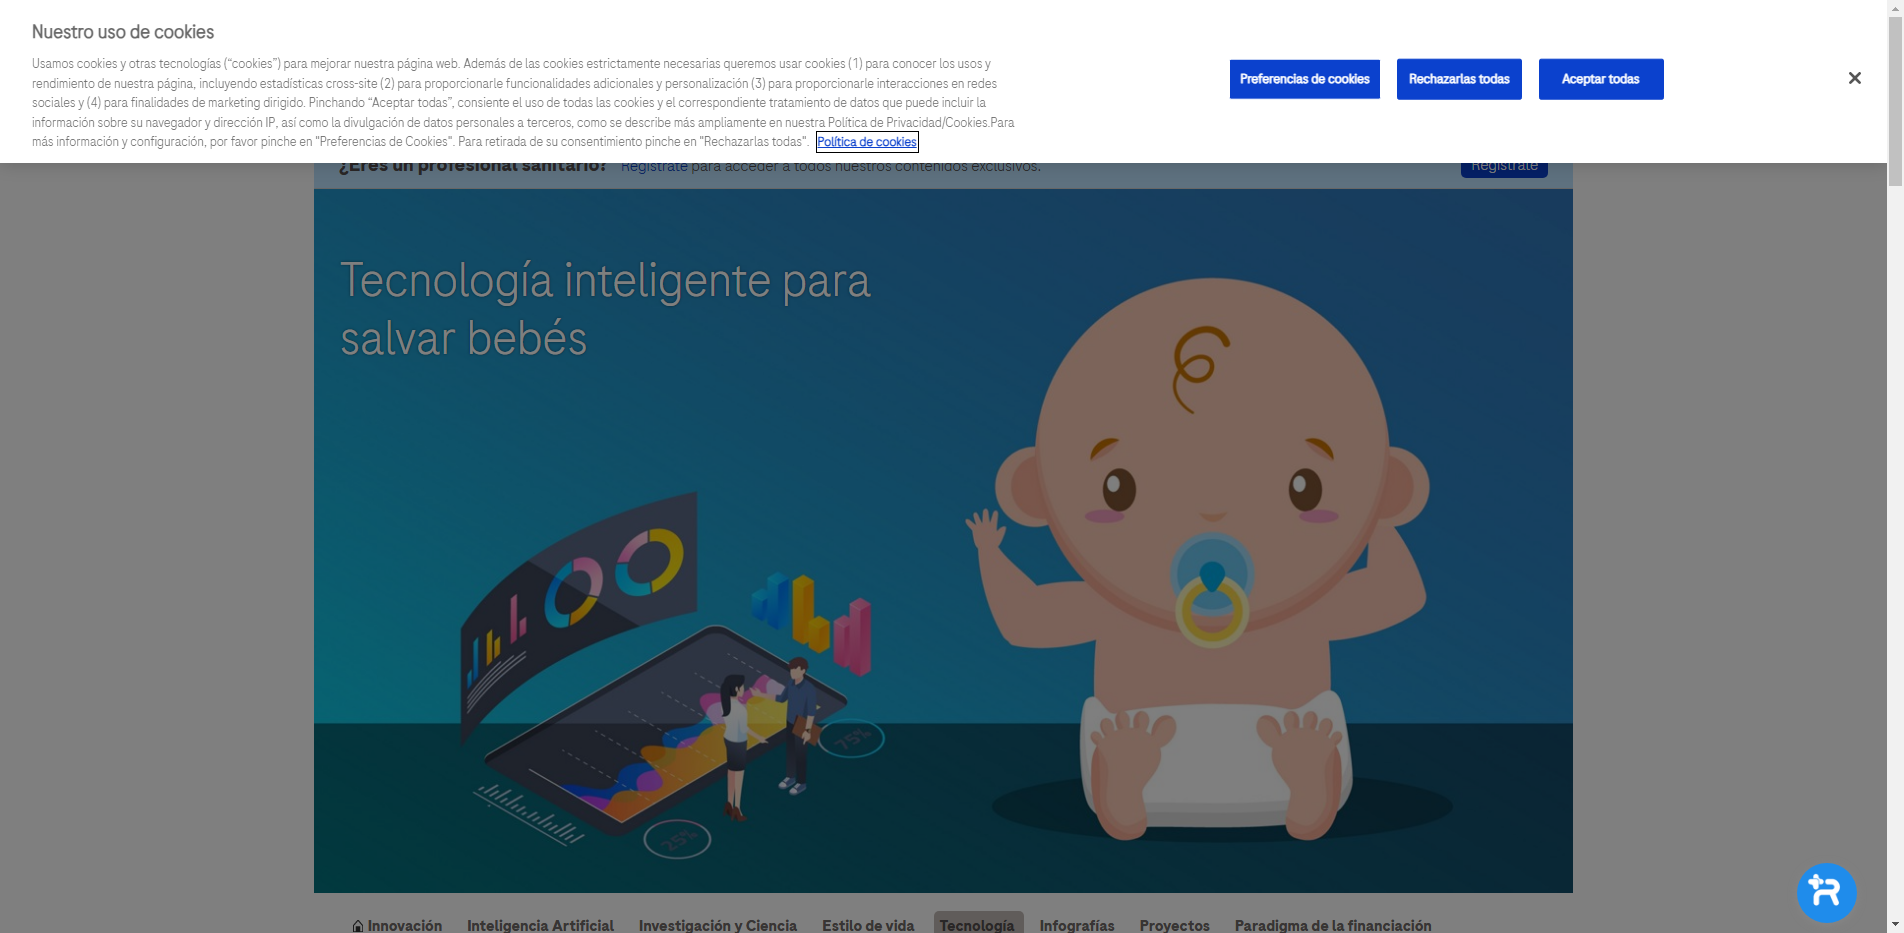 Nuestro uso de cookies
Usamos cookies y otras tecnologías (“cookies”) para mejorar nuestra página web. Además de las cookies estrictamente necesarias queremos usar cookies (1) para conocer los usos y
rendimiento de nuestra página, incluyendo estadísticas cross-site (2) para proporcionarle funcionalidades adicionales y personalización (3) para proporcionarle interacciones en redes
sociales y (4) para finalidades de marketing dirigido. Pinchando “Aceptar todas”, consiente el uso de todas las cookies y el correspondiente tratamiento de datos que puede incluir la
información sobre su navegador y dirección IP, así como la divulgación de datos personales a terceros, como se describe más ampliamente en nuestra Política de Privacidad/Cookies.Para
más información y configuración, por favor pinche en "Preferencias de Cookies". Para retirada de su consentimiento pinche en "Rechazarlas todas". Política de cookies
Preferencias de cookies
Rechazarlas todas
Aceptar todas
¿Eres un profesional sanitario? Regístrate para acceder a todos nuestros contenidos exclusivos.
Regístrate
Tecnología inteligente para
salvar bebés
75%
25%
Innovación Inteligencia Artificial Investigación y Ciencia Estilo de vida Tecnología Infografías Proyectos Paradigma de la financiación